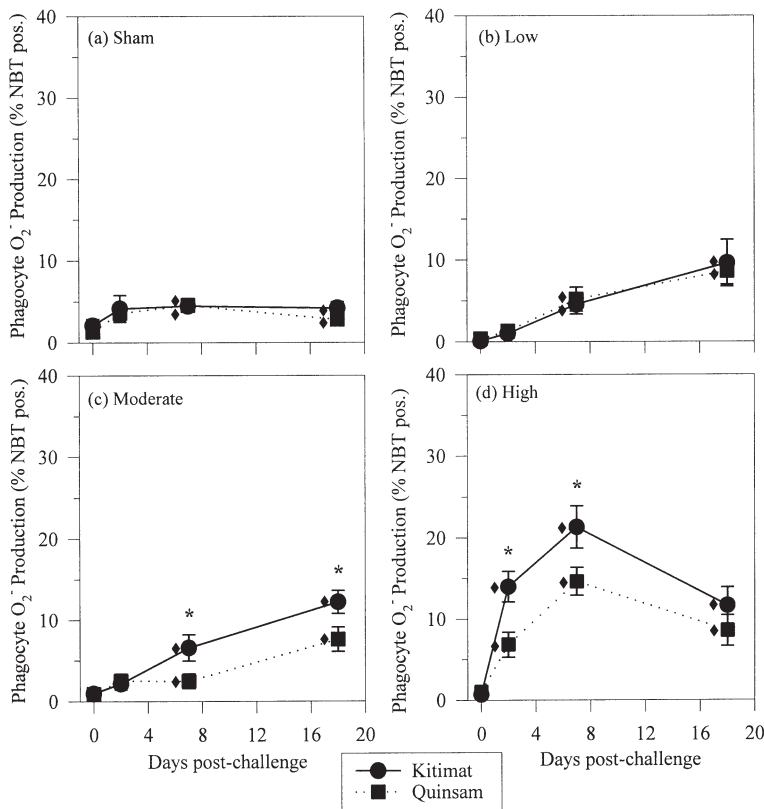 (a) Sham
Phagocyte O2- Production (% NBT pos.)
40
30
20
10
0
(b) Low
Phagocyte O2- Production (% NBT pos.)
40
30
20
10
0
(c) Moderate
Phagocyte O2- Production (% NBT pos.)
40
30
20
10
0
*
*
0 4 8 12 16 20
Days post-challenge
(d) High
Phagocyte O2- Production (% NBT pos.)
40
30
20
10
0
*
*
0 4 8 12 16 20
Days post-challenge
Kitimat
Quinsam